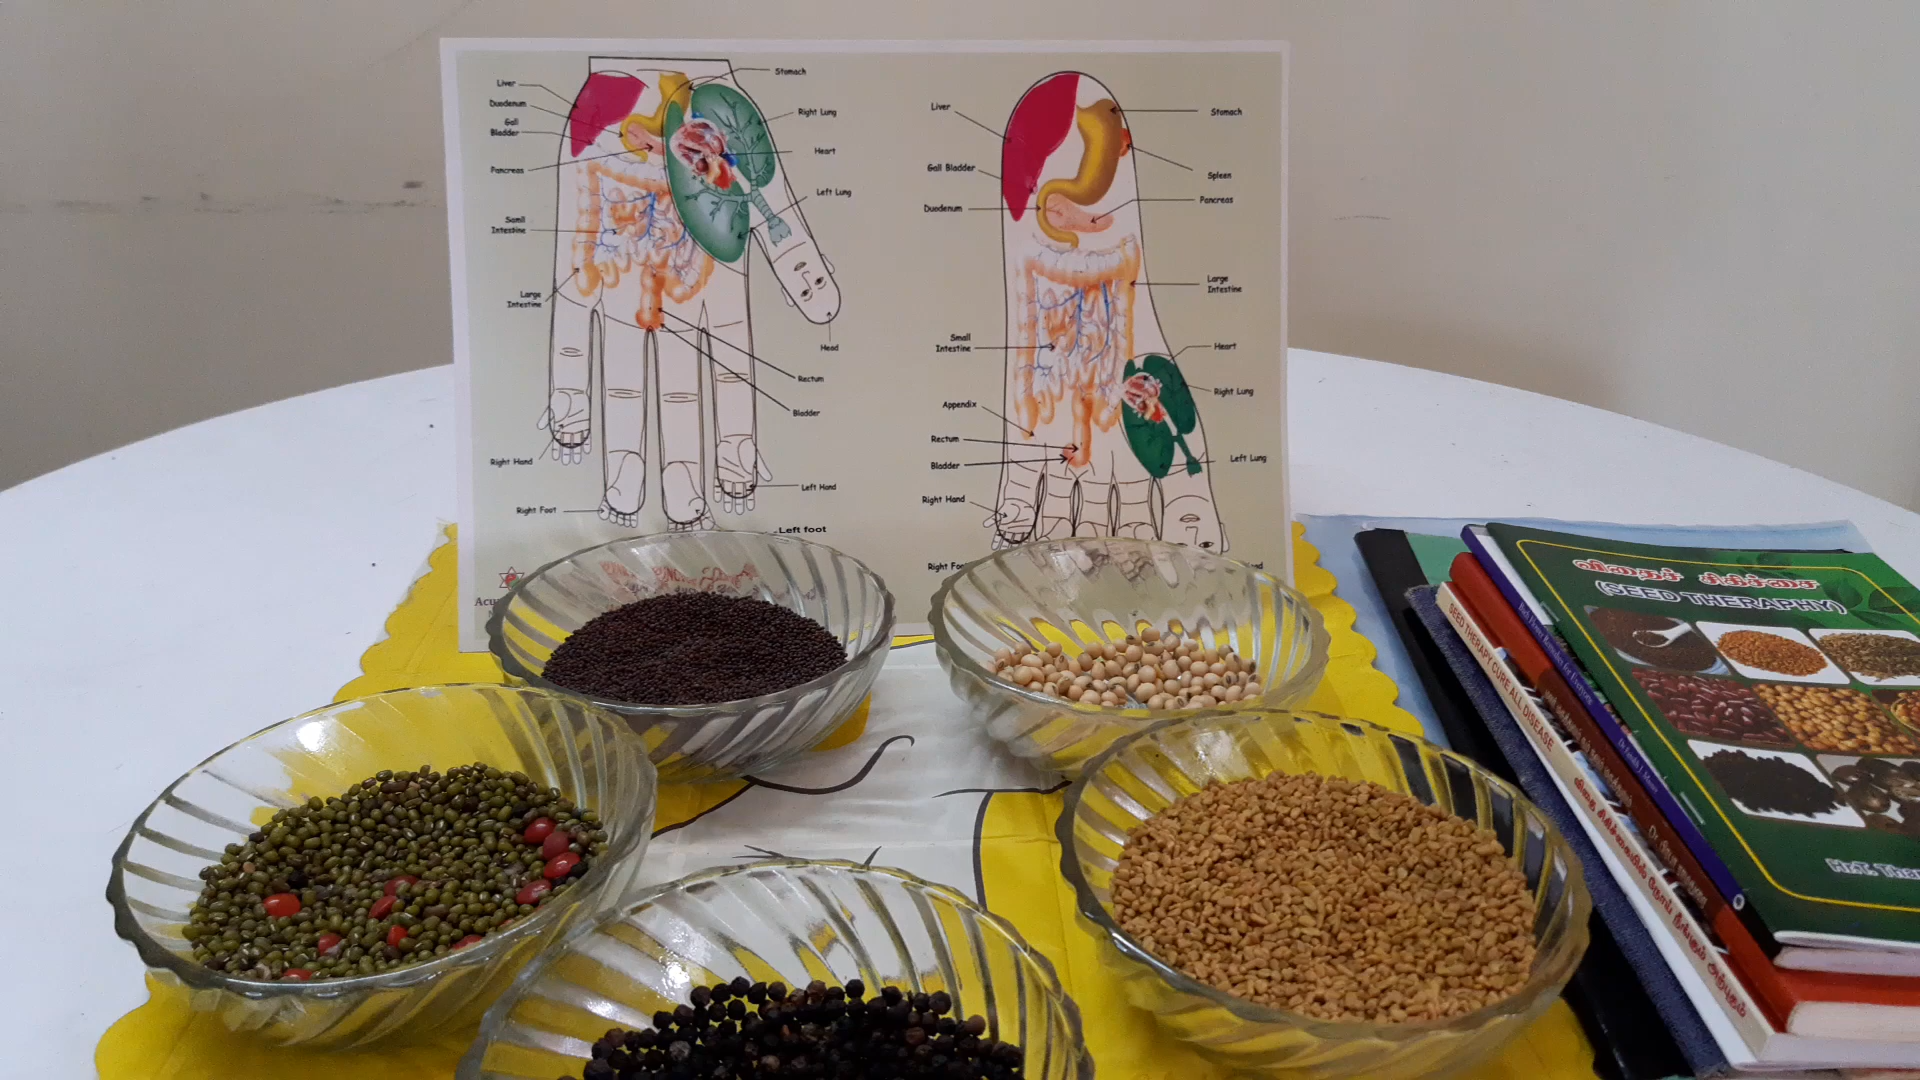 Liver
Duodenum
Gall
Bladder
Pancreas
Samll
Intestine
Large
Intestine
Right Hand
Right Foot
Stomach
Right Lung
Heart
Left Lung
Head
Rectum
Bladder
Left Hand
Left foot
Liver
Gall Bladder
Duodenum
Small
Intestine
Appendix
Rectum
Bladder
Right Hand
Stomach
Spleen
Pancreas
Large
Intestine
Heart
Right Lung
Left Lung
விதைச் சிகிச்சை
(SEED THERAPHY)
SEED THERAPY CURE ALL DISEASE